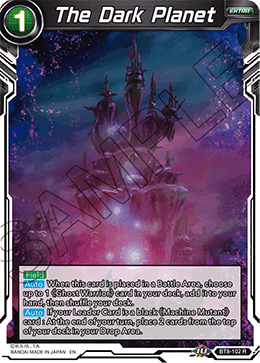 1
The Dark Planet
EXTRA
SAMPLE
Field
Auto When this card is placed in a Battle Area, choose
up to 1 《Ghost Warrior》 card in your deck, add it to your
hand, then shuffle your deck.
Auto If your Leader Card is a black 《Machine Mutant》
card : At the end of your turn, place 2 cards from the top
of your deck in your Drop Area.
©B.S./S., T.A.
BANDAI MADE IN JAPAN EN
BT8-102 R